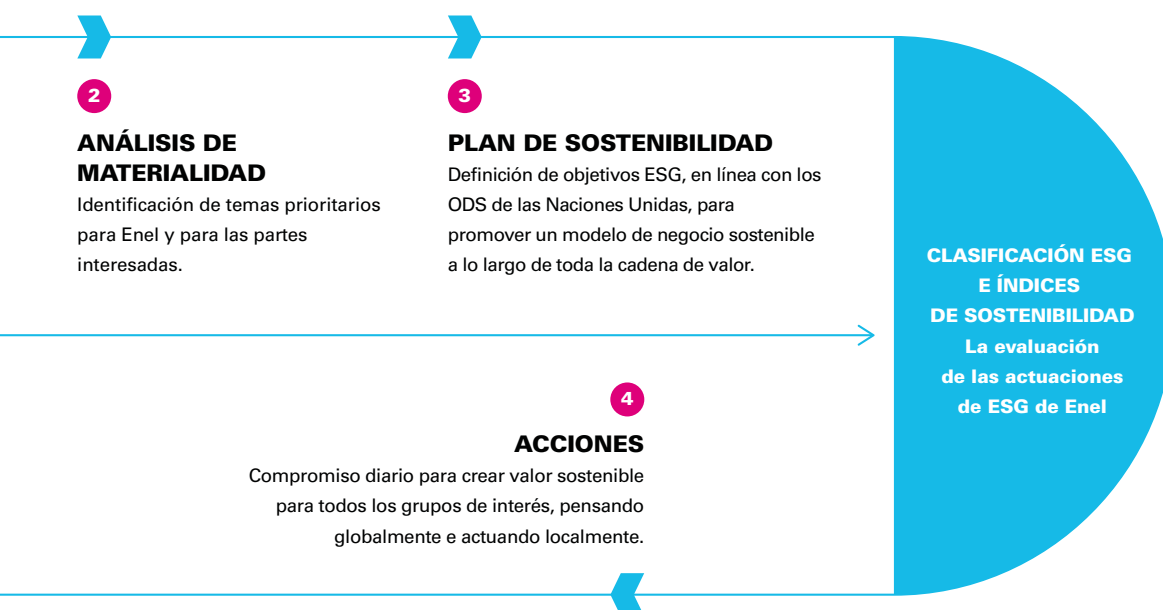 2
ANÁLISIS DE
MATERIALIDAD
Identificación de temas prioritarios
para Enel y para las partes
interesadas.
3
PLAN DE SOSTENIBILIDAD
Definición de objetivos ESG, en línea con los
ODS de las Naciones Unidas, para
promover un modelo de negocio sostenible
a lo largo de toda la cadena de valor.
CLASIFICACIÓN ESG
E ÍNDICES
DE SOSTENIBILIDAD
La evaluación
de las actuaciones
de ESG de Enel
4
ACCIONES
Compromiso diario para crear valor sostenible
para todos los grupos de interés, pensando
globalmente e actuando localmente.